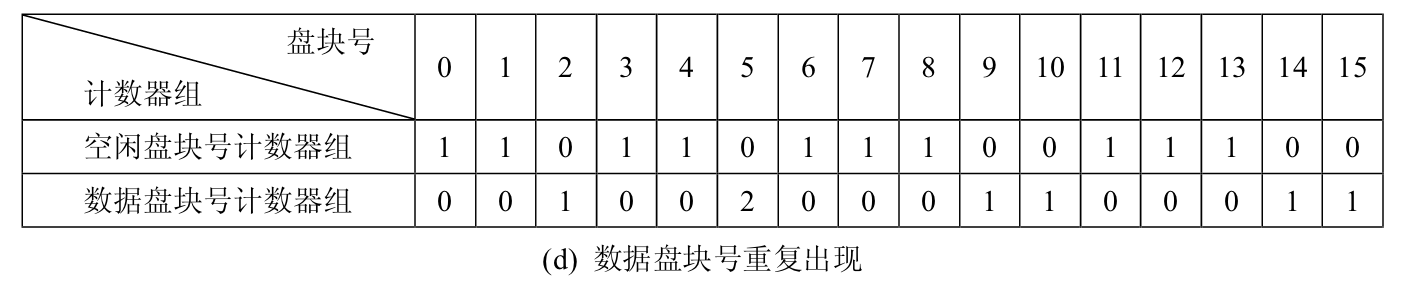 盘块号
计数器组
0 1 2 3 4 5 6 7 8 9 10 11 12 13 14 15
空闲盘块号计数器组 1 1 0 1 1 0 1 1 1 0 0 1 1 1 0 0
数据盘块号计数器组 0 0 1 0 0 2 0 0 0 1 1 0 0 0 1 1
(d) 数据盘块号重复出现